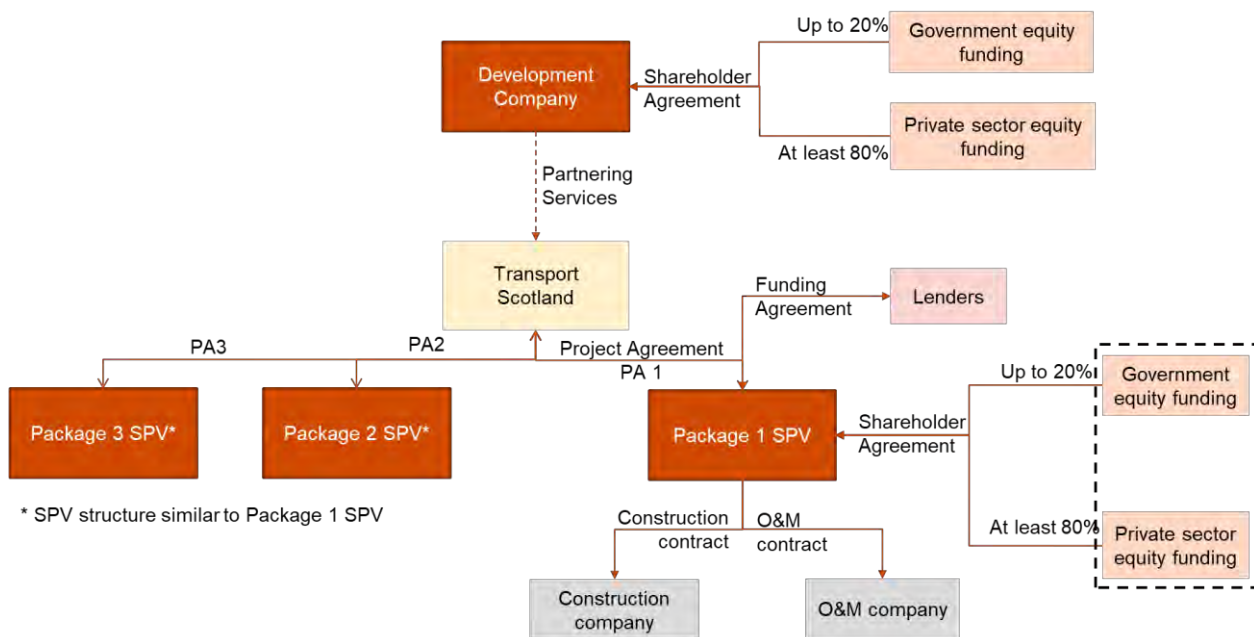 Up to 20%
Government equity
funding
Development
Company
Shareholder
Agreement
Private sector equity
funding
At least 80%
Partnering
Services
Transport
Scotland
Funding
Agreement
Lenders
PA3
PA2
Project Agreement
PA 1
Up to 20%
Government
equity funding
Package 3 SPV*
Package 2 SPV*
Package 1 SPV
Shareholder
Agreement
* SPV structure similar to Package 1 SPV
Construction
contract
O&M
contract
At least 80%
Private sector
equity funding
Construction
company
O&M company